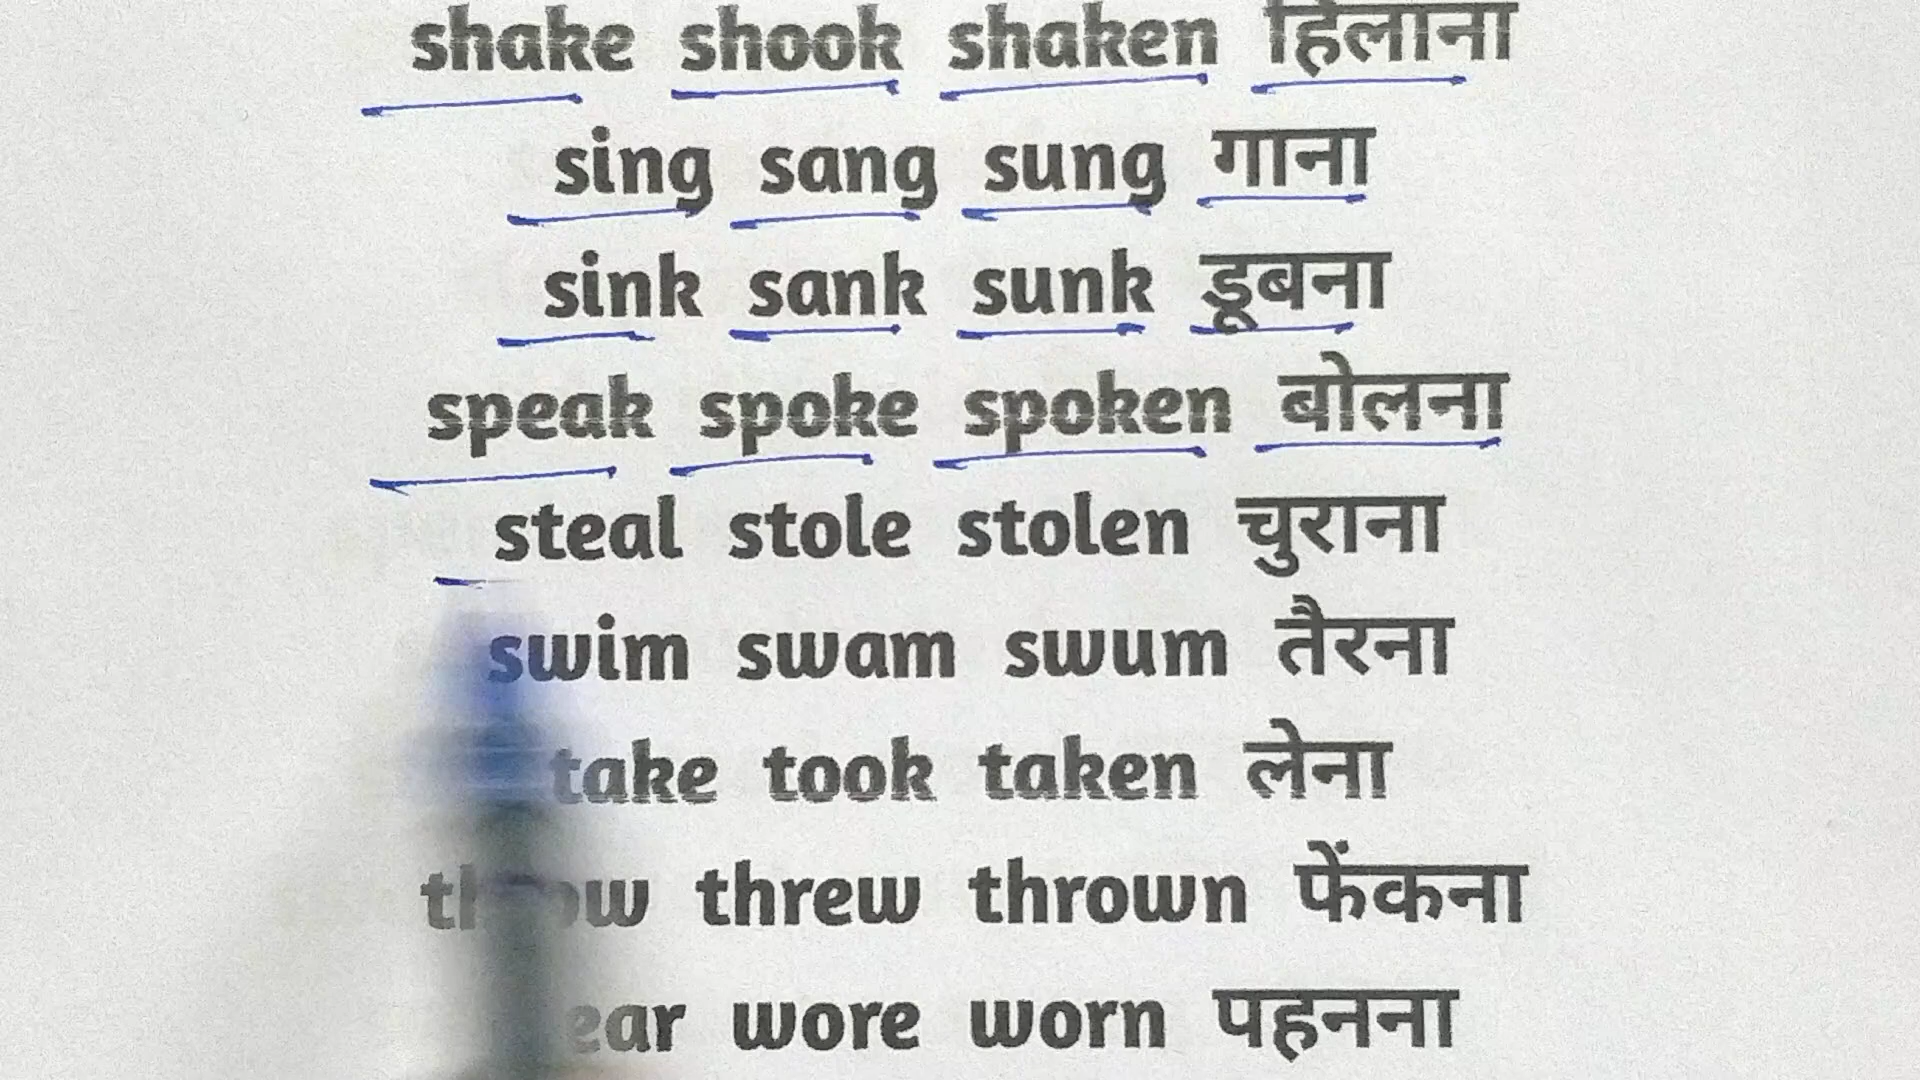 shake shook shaken हिलाना
sing sang sung गाना
sink sank sunk डूबना
speak spoke spoken बोलना
steal stole stolen चुराना
swim swam swum तैरना
take took taken लेना
threw thrown फेंकना
wore worn पहनना